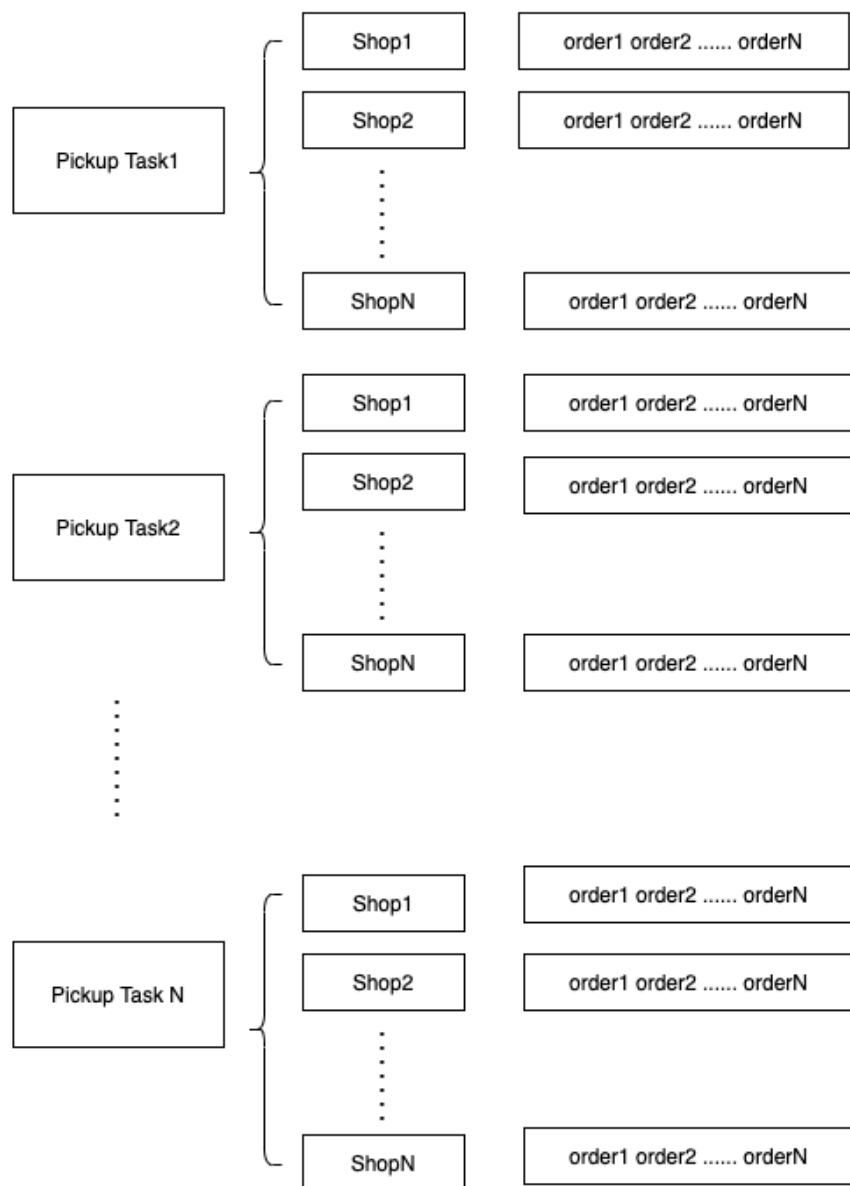 Shop1
order1 order2 ...... orderN
Shop2
order1 order2 ...... orderN
Pickup Task1
ShopN
order1 order2 ...... orderN
Shop1
order1 order2 ...... orderN
Shop2
order1 order2 ...... orderN
Pickup Task2
ShopN
order1 order2 ...... orderN
Shop1
order1 order2 ...... orderN
Shop2
order1 order2 ...... orderN
Pickup Task N
ShopN
order1 order2 ...... orderN